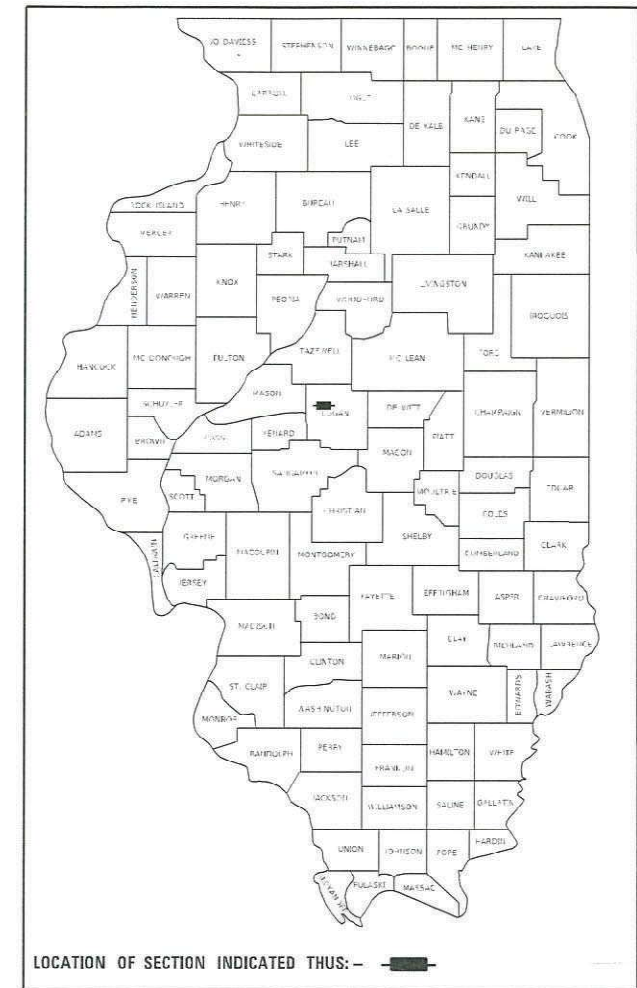 JO DAVIESS STEPHENSON WINNEBAGO BOONE MC HENRY LAKE
CARROLL OGLE
DE KALB KANE
DU PAGE COOK
WHITESIDE LEE
KENDALL
ROCK ISLAND HENRY BUREAU LA SALLE WILL
MERCER GRUNDY
PUTNAM
STARK MARSHALL KANKAKEE
HENDERSON WARREN KNOX PEORIA WOODFORD LIVINGSTON
IROQUOIS
HANCOCK MC DONOUGH FULTON TAZEWELL MC LEAN FORD
MASON
ADAMS SCHUYLER LOGAN DE WITT CHAMPAIGN VERMILION
BROWN CASS MENARD PIATT
MACON
PIKE SCOTT MORGAN SANGAMON MOULTRIE DOUGLAS EDGAR
CHRISTIAN COLES
CALHOUN GREENE MACOUPIN MONTGOMERY SHELBY CUMBERLAND CLARK
JERSEY
FAYETTE EFFINGHAM JASPER CRAWFORD
MADISON BOND
CLAY RICHLAND LAWRENCE
CLINTON MARION
ST. CLAIR WAYNE EDWARDS WABASH
MONROE WASHINGTON JEFFERSON
RANDOLPH PERRY HAMILTON WHITE
FRANKLIN
JACKSON WILLIAMSON SALINE GALLATIN
UNION JOHNSON POPE HARDIN
PULASKI MASSAC
LOCATION OF SECTION INDICATED THUS: –